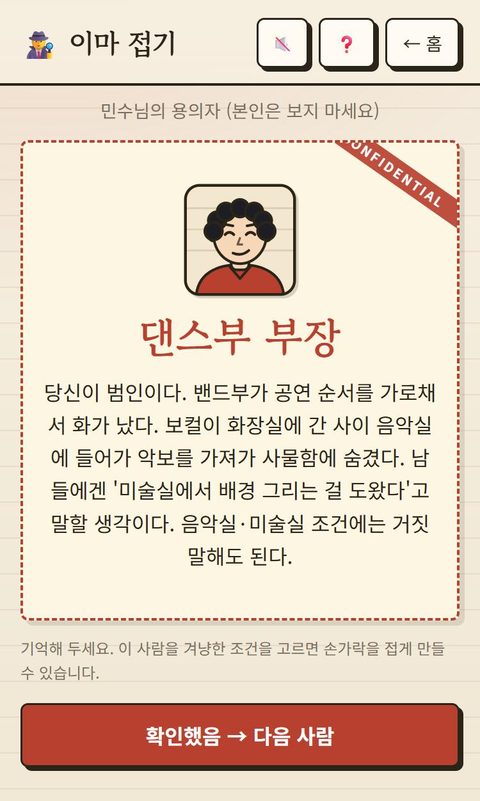 이마 접기
← 홈
민수님의 용의자 (본인은 보지 마세요)
ONFIDENTIAL
댄스부 부장
당신이 범인이다. 밴드부가 공연 순서를 가로채
서 화가 났다. 보컬이 화장실에 간 사이 음악실
에 들어가 악보를 가져가 사물함에 숨겼다. 남
들에겐 '미술실에서 배경 그리는 걸 도왔다'고
말할 생각이다. 음악실·미술실 조건에는 거짓
말해도 된다.
기억해 두세요. 이 사람을 겨냥한 조건을 고르면 손가락을 접게 만들
수 있습니다.
확인했음 → 다음 사람